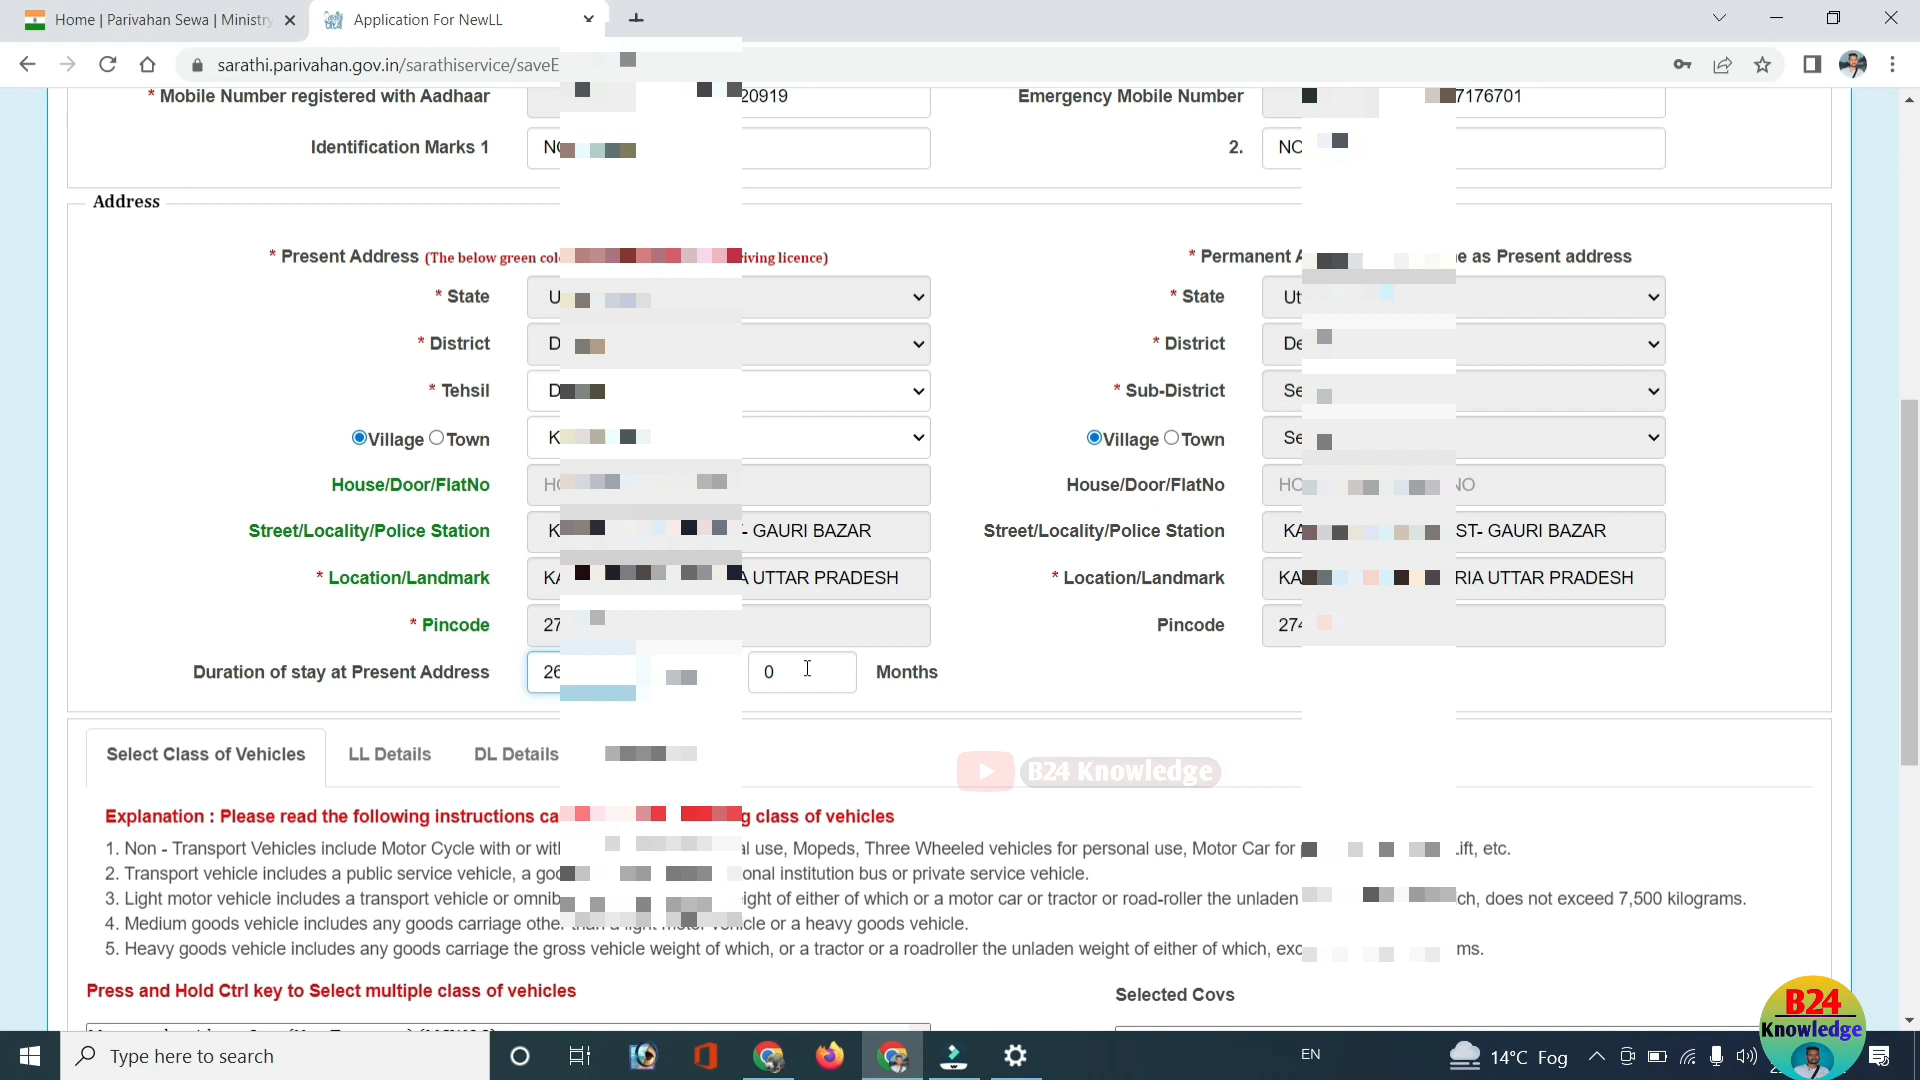 Home | Parivahan Sewa | Ministry
Application For NewLL
sarathi.parivahan.gov.in/sarathiservice/saveE
* Mobile Number registered with Aadhaar 20919 Emergency Mobile Number 7176701
Identification Marks 1 2.
Address
* Present Address (The below green iving licence) * Permanent as Present address
* State * State
* District * District
* Tehsil * Sub-District
Village Town Village Town
House/Door/FlatNo House/Door/FlatNo NO
Street/Locality/Police Station - GAURI BAZAR Street/Locality/Police Station ST- GAURI BAZAR
* Location/Landmark UTTAR PRADESH * Location/Landmark RIA UTTAR PRADESH
* Pincode 27 Pincode 274
Duration of stay at Present Address 26 0 Months
Select Class of Vehicles LL Details DL Details
B24 Knowledge
Explanation : Please read the following instructions g class of vehicles
1. Non - Transport Vehicles include Motor Cycle with or al use, Mopeds, Three Wheeled vehicles for personal use, Motor Car for ift, etc.
2. Transport vehicle includes a public service vehicle, a onal institution bus or private service vehicle.
3. Light motor vehicle includes a transport vehicle or eight of either of which or a motor car or tractor or road-roller the unladen ch, does not exceed 7,500 kilograms.
4. Medium goods vehicle includes any goods carriage or a heavy goods vehicle.
5. Heavy goods vehicle includes any goods carriage the gross vehicle weight of which, or a tractor or a roadroller the unladen weight of either of which, ms.
Press and Hold Ctrl key to Select multiple class of vehicles Selected Covs
B24
Knowledge
Type here to search EN 14°C Fog